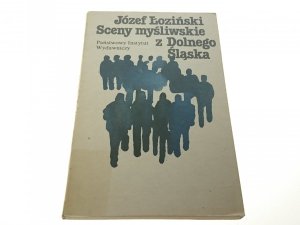 Józef Łoziński
Sceny myśliwskie
z Dolnego
Śląska
Państwowy Instytut
Wydawniczy